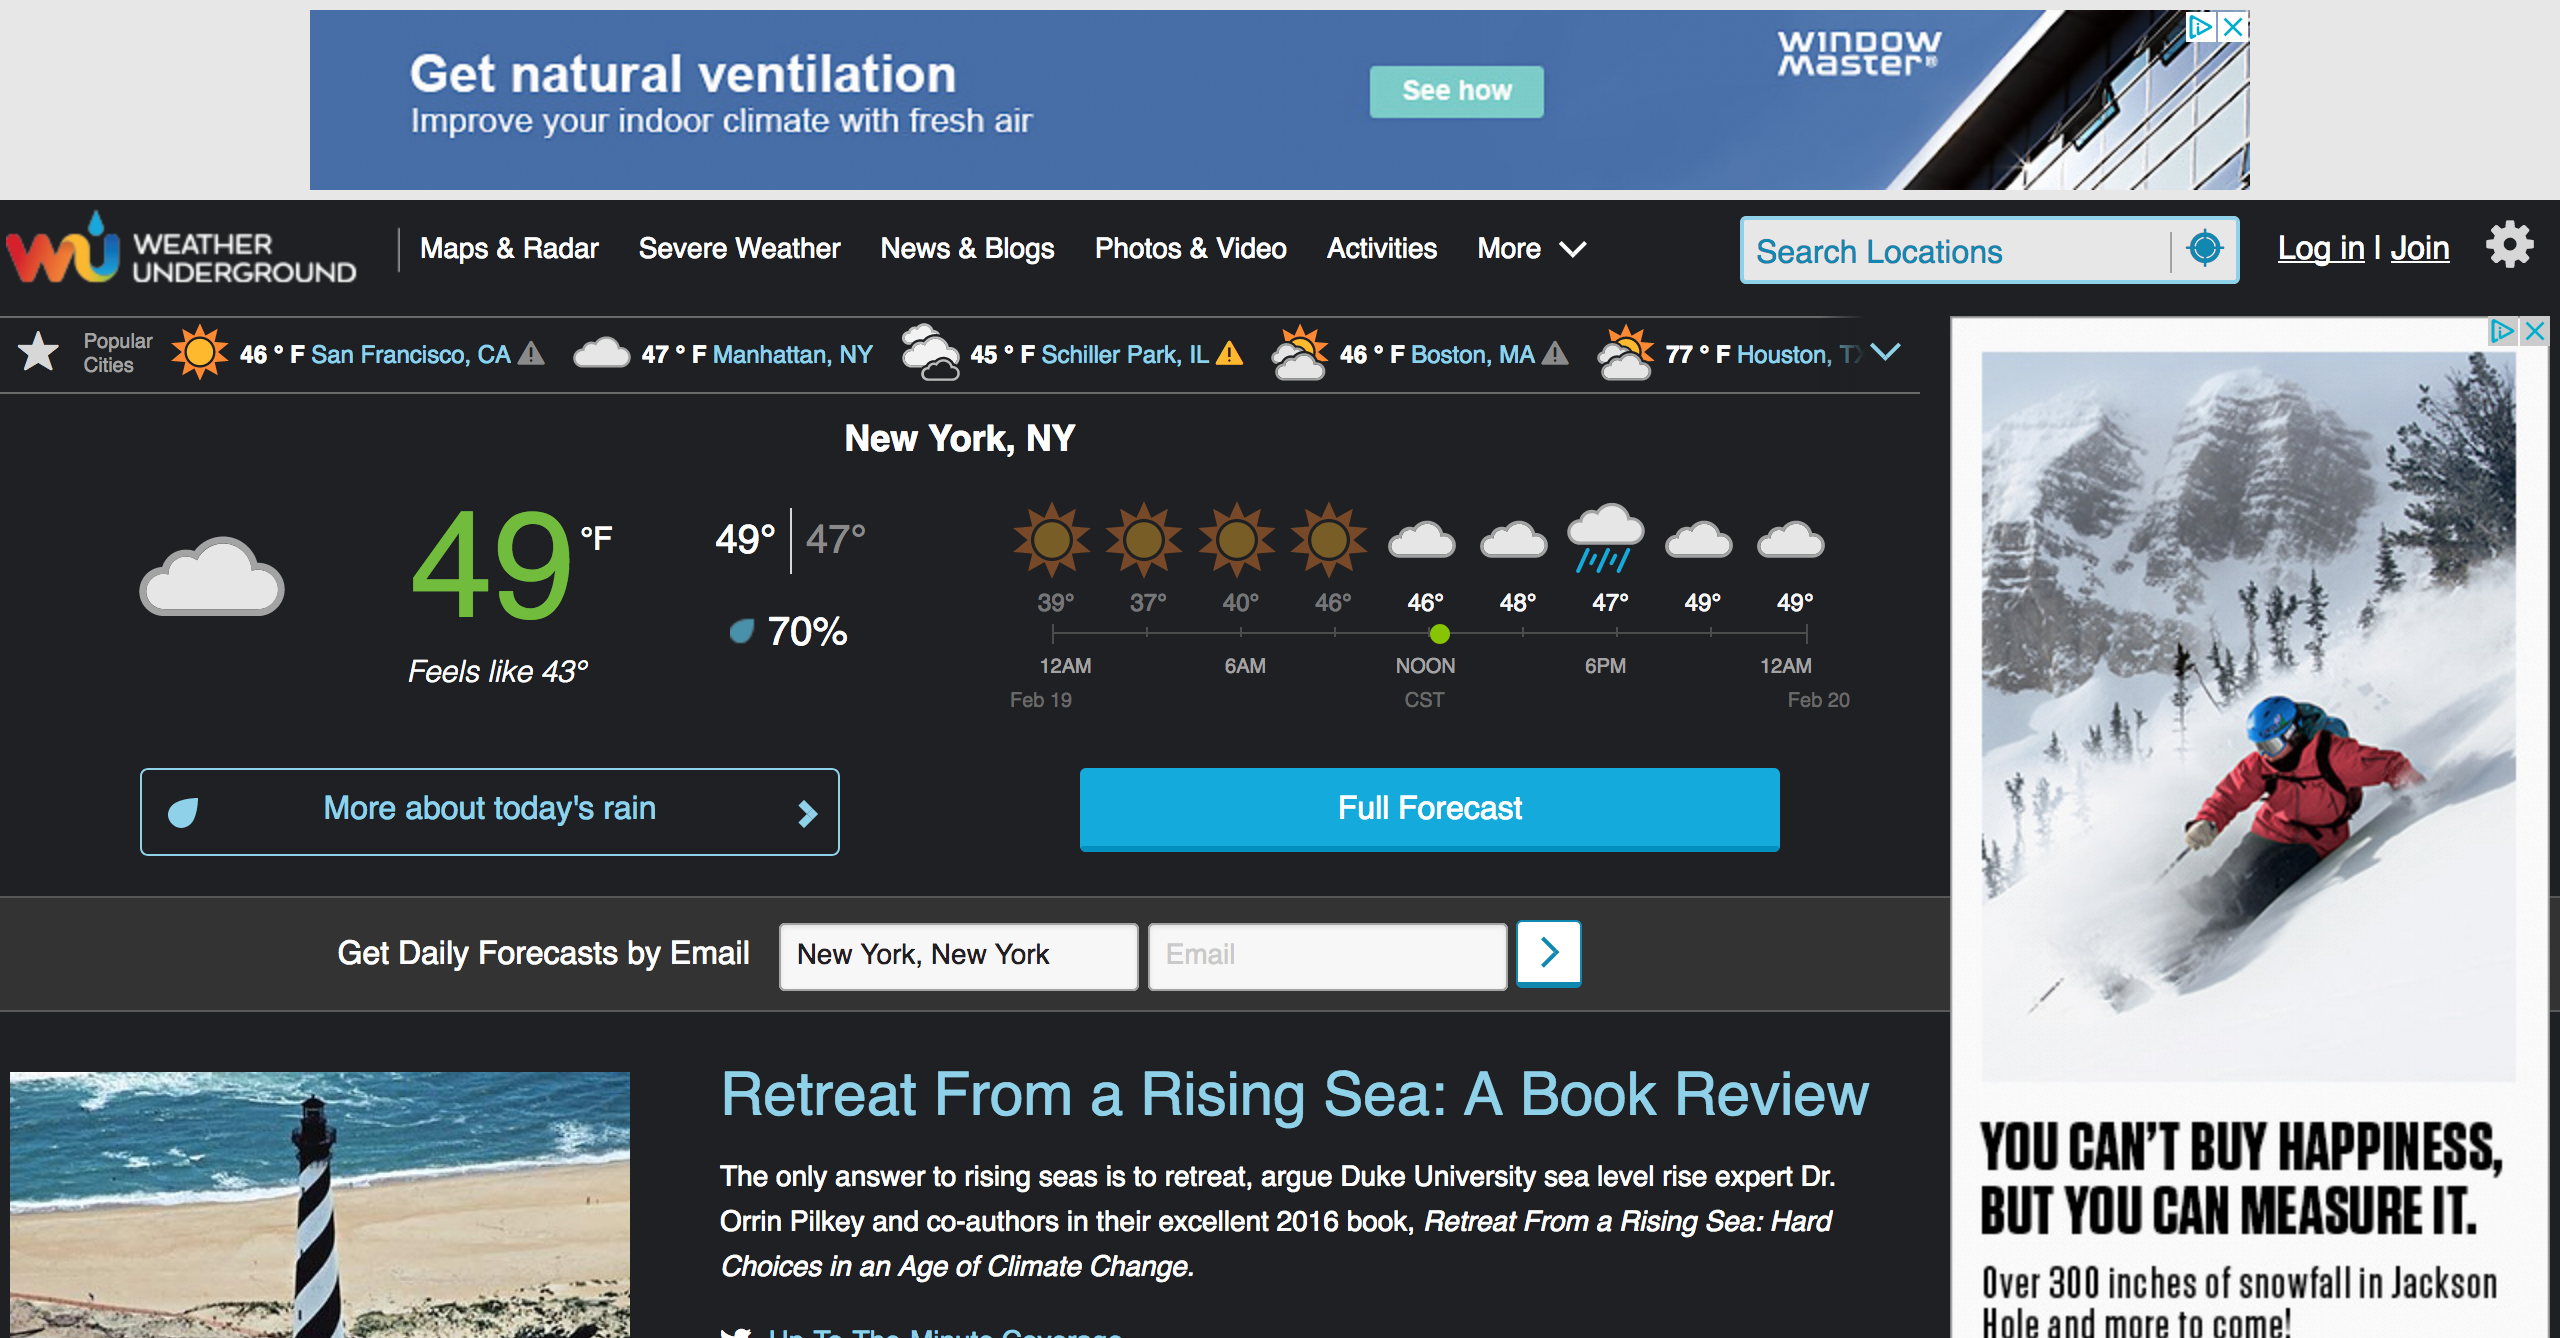 Get natural ventilation
Improve your indoor climate with fresh air
See how
WINDOW
Master®
WU
WEATHER
UNDERGROUND
Maps & Radar
Severe Weather
News & Blogs
Photos & Video
Activities
More
Search Locations
Log in | Join
Popular
Cities
46 ° F San Francisco, CA
47 ° F Manhattan, NY
45 ° F Schiller Park, IL
46 ° F Boston, MA
77 ° F Houston, TX
New York, NY
49 °F
Feels like 43°
49° | 47°
70%
39° 37° 40° 46° 46° 48° 47° 49° 49°
12AM 6AM NOON 6PM 12AM
Feb 19 CST Feb 20
More about today's rain
Full Forecast
Get Daily Forecasts by Email
New York, New York
Email
Retreat From a Rising Sea: A Book Review
The only answer to rising seas is to retreat, argue Duke University sea level rise expert Dr.
Orrin Pilkey and co-authors in their excellent 2016 book, Retreat From a Rising Sea: Hard
Choices in an Age of Climate Change.
Up To The Minute Coverage
YOU CAN'T BUY HAPPINESS,
BUT YOU CAN MEASURE IT.
Over 300 inches of snowfall in Jackson
Hole and more to come!